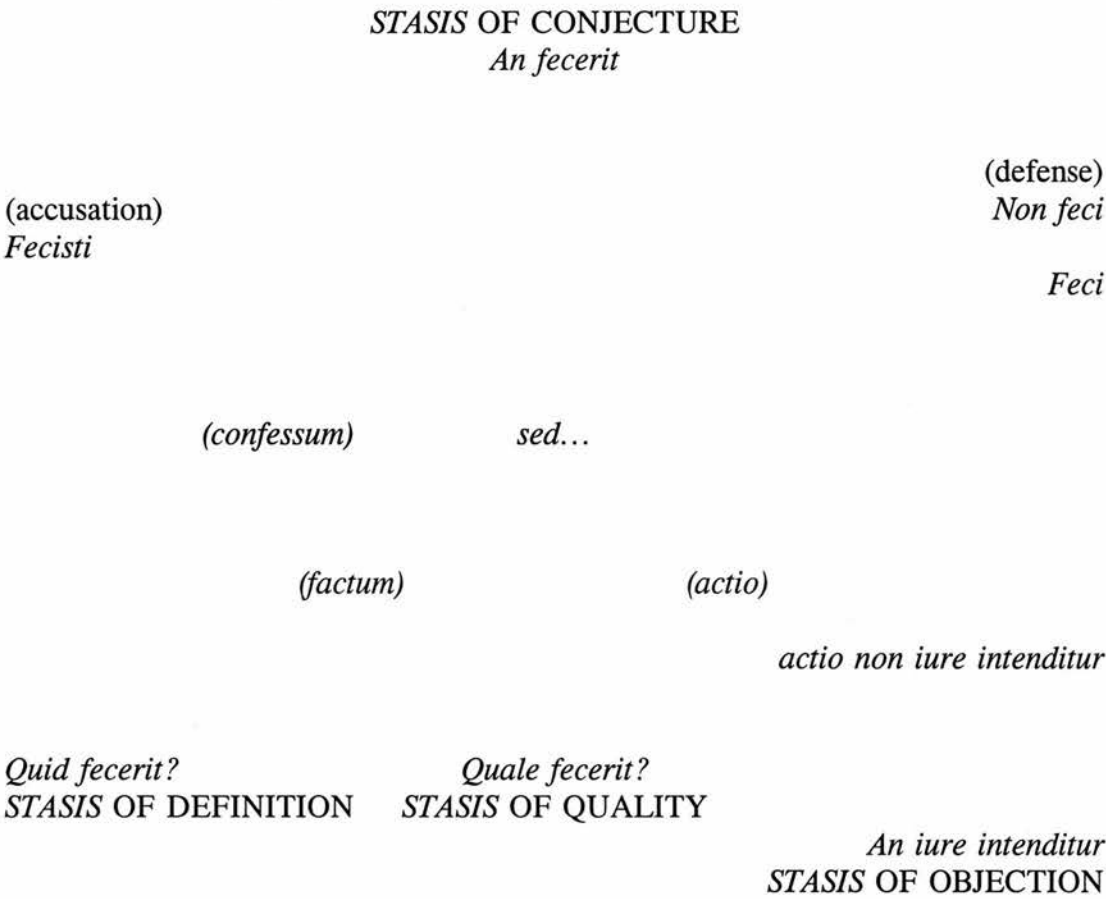 STASIS OF CONJECTURE
An fecerit
(defense)
(accusation)
Non feci
Fecisti
Feci
(confessum) sed...
(factum) (actio)
actio non iure intenditur
Quid fecerit? Quale fecerit?
STASIS OF DEFINITION STASIS OF QUALITY
An iure intenditur
STASIS OF OBJECTION